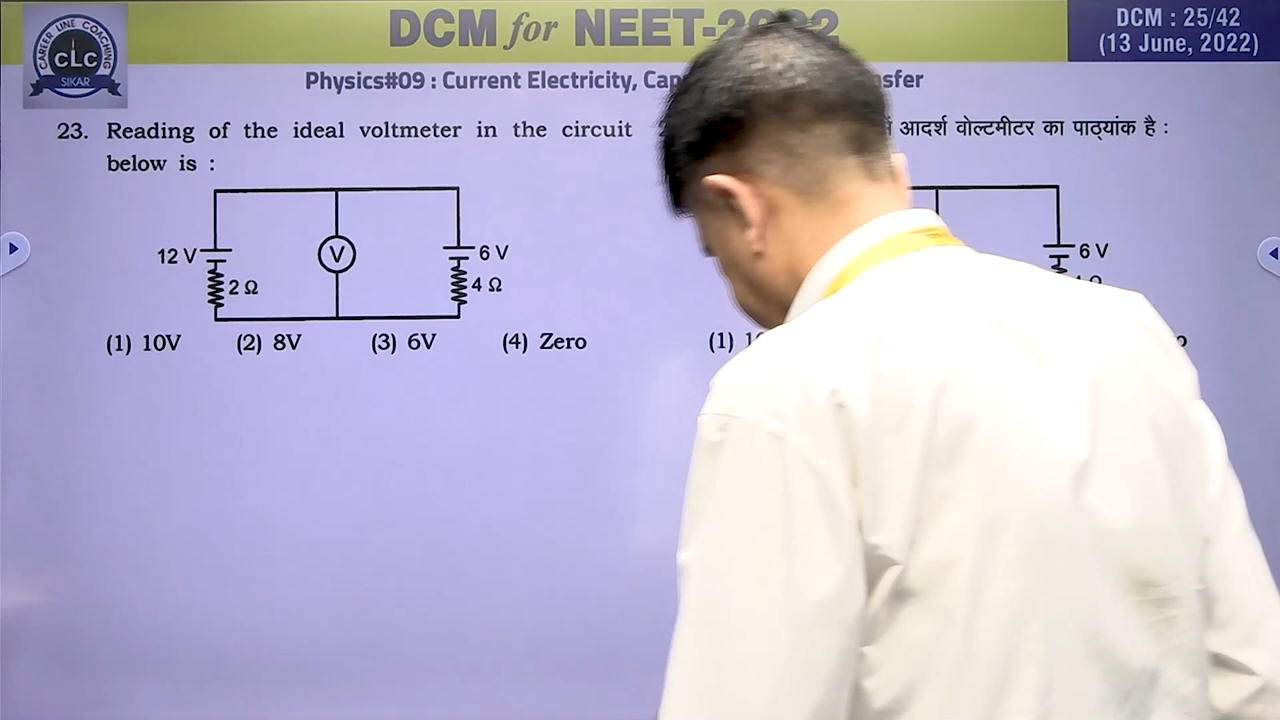 DCM for NEET-2022
DCM : 25/42
(13 June, 2022)
CAREER LINE COACHING
CLC
SIKAR
Physics#09 : Current Electricity,
23. Reading of the ideal voltmeter in the circuit
below is :
आदर्श वोल्टमीटर का पाठ्यांक है :
12 V
2 Ω
V
6 V
4 Ω
6 V
(1) 10V (2) 8V (3) 6V (4) Zero
(1)